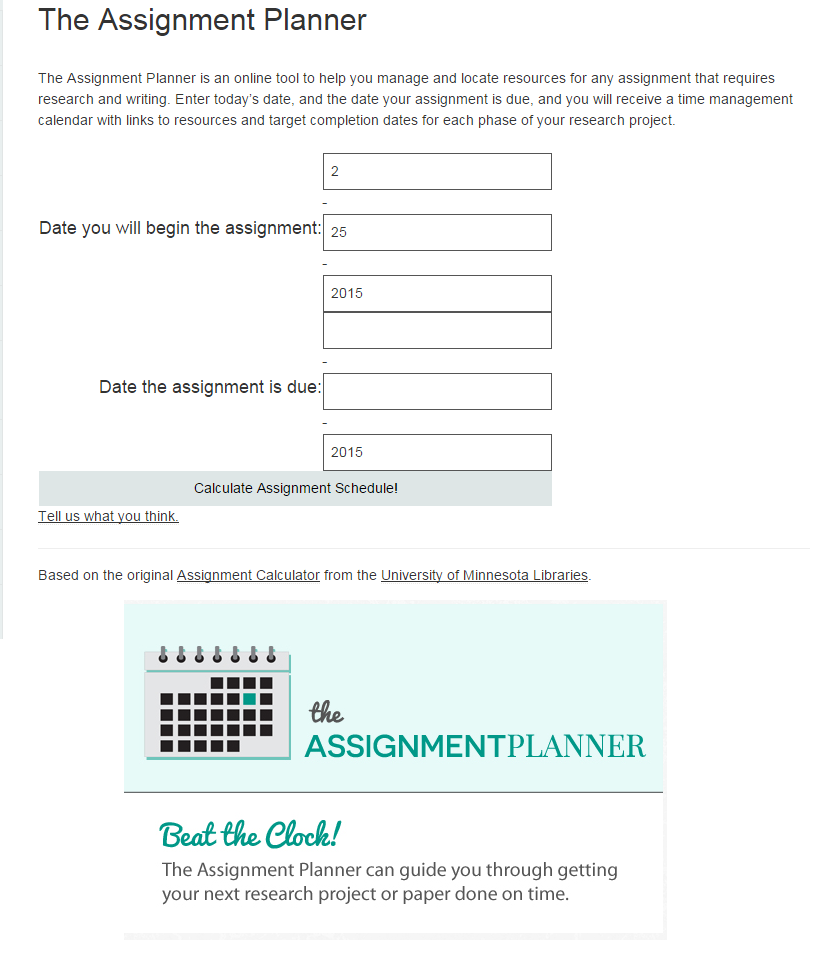 The Assignment Planner
The Assignment Planner is an online tool to help you manage and locate resources for any assignment that requires
research and writing. Enter today's date, and the date your assignment is due, and you will receive a time management
calendar with links to resources and target completion dates for each phase of your research project.
2
-
Date you will begin the assignment:
25
-
2015
-
Date the assignment is due:
-
2015
Calculate Assignment Schedule!
Tell us what you think.
Based on the original Assignment Calculator from the University of Minnesota Libraries.
the
ASSIGNMENTPLANNER
Beat the Clock!
The Assignment Planner can guide you through getting
your next research project or paper done on time.